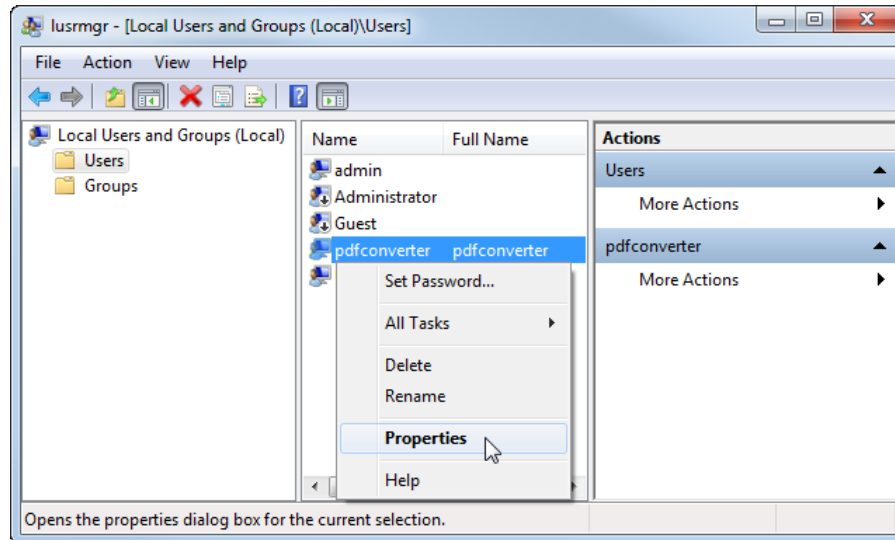 lusrmgr - [Local Users and Groups (Local)\Users]
File Action View Help
Local Users and Groups (Local)
Users
Groups
Name Full Name
admin
Administrator
Guest
pdfconverter pdfconverter
Set Password...
All Tasks
Delete
Rename
Properties
Help
Actions
Users
More Actions
pdfconverter
More Actions
Opens the properties dialog box for the current selection.